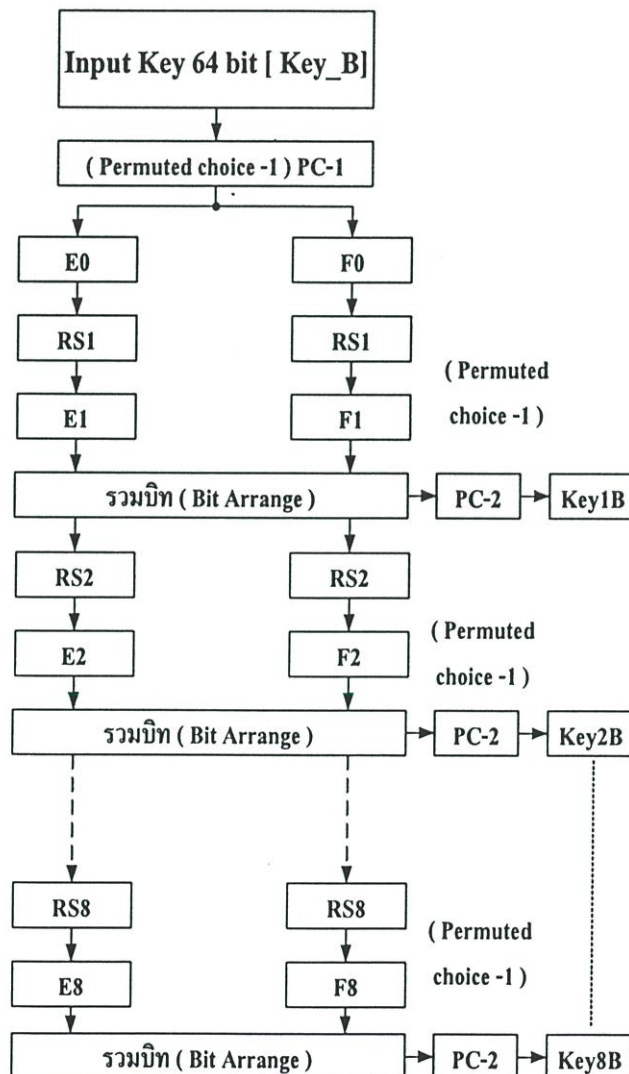 Input Key 64 bit [ Key_B]
( Permuted choice -1 ) PC-1
E0
F0
RS1
RS1
( Permuted
choice -1 )
E1
F1
รวมบิท ( Bit Arrange )
PC-2
Key1B
RS2
RS2
( Permuted
choice -1 )
E2
F2
รวมบิท ( Bit Arrange )
PC-2
Key2B
RS8
RS8
( Permuted
choice -1 )
E8
F8
รวมบิท ( Bit Arrange )
PC-2
Key8B